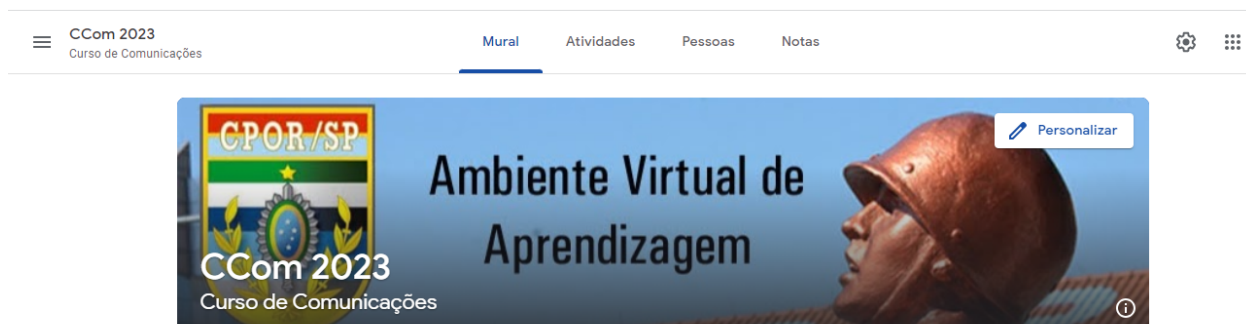 CCom 2023
Curso de Comunicações
Mural Atividades Pessoas Notas
CPOR/SP
Personalizar
Ambiente Virtual de
Aprendizagem
CCom 2023
Curso de Comunicações